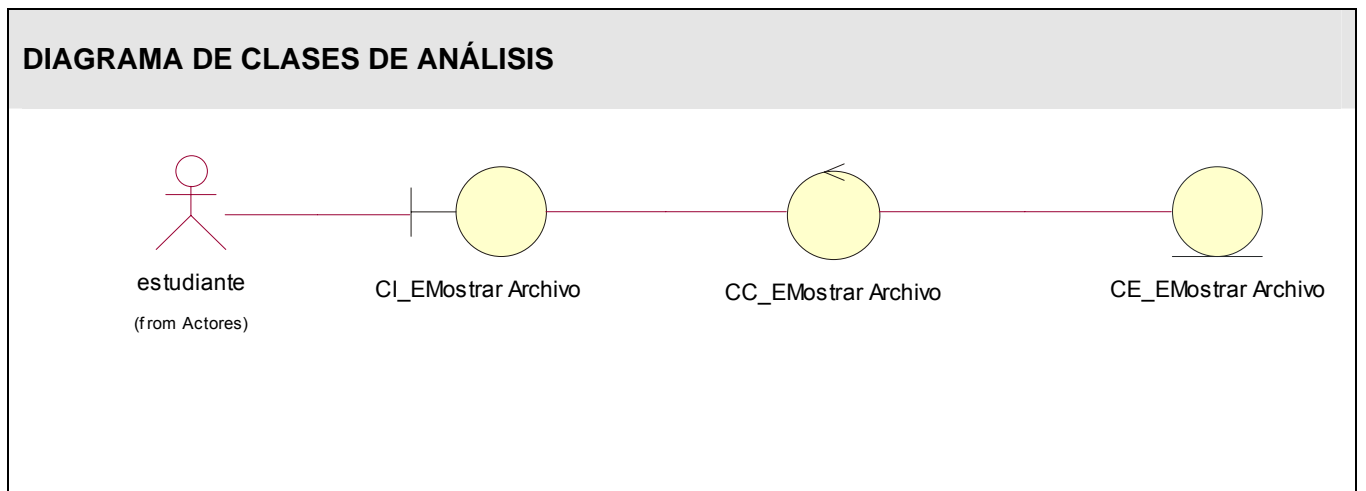 DIAGRAMA DE CLASES DE ANÁLISIS
estudiante
(from Actores)
CI_EMostrar Archivo
CC_EMostrar Archivo
CE_EMostrar Archivo